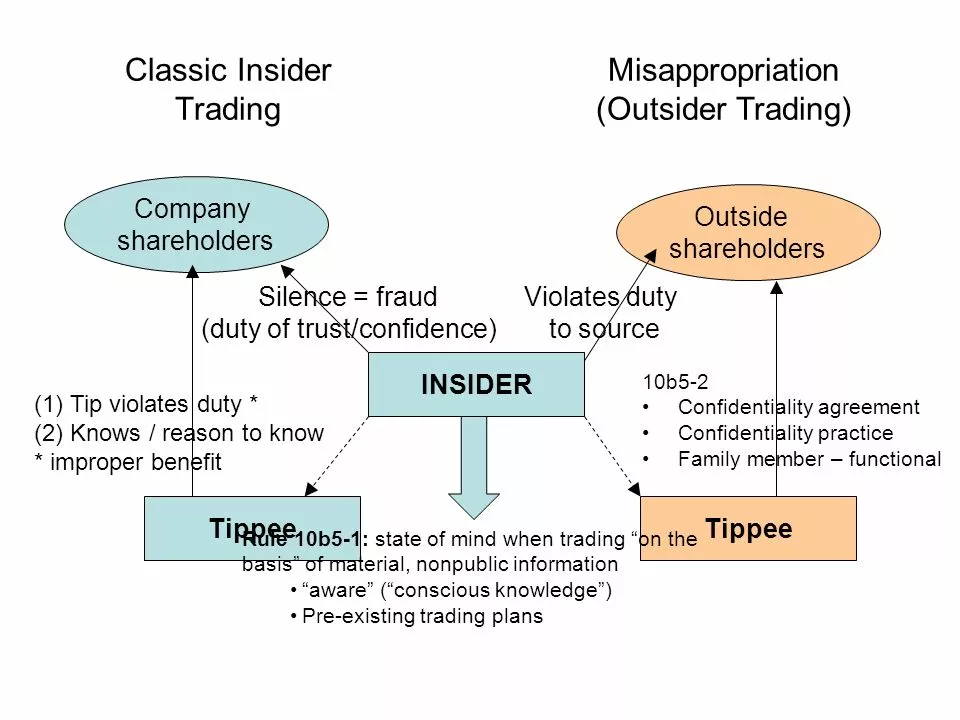 Classic Insider
Trading
Misappropriation
(Outsider Trading)
Company
shareholders
Outside
shareholders
Silence = fraud
(duty of trust/confidence)
Violates duty
to source
INSIDER
(1) Tip violates duty *
(2) Knows / reason to know
* improper benefit
10b5-2
• Confidentiality agreement
• Confidentiality practice
• Family member – functional
Tippee
Tippee
Rule 10b5-1: state of mind when trading “on the
basis” of material, nonpublic information
• “aware” (“conscious knowledge”)
• Pre-existing trading plans